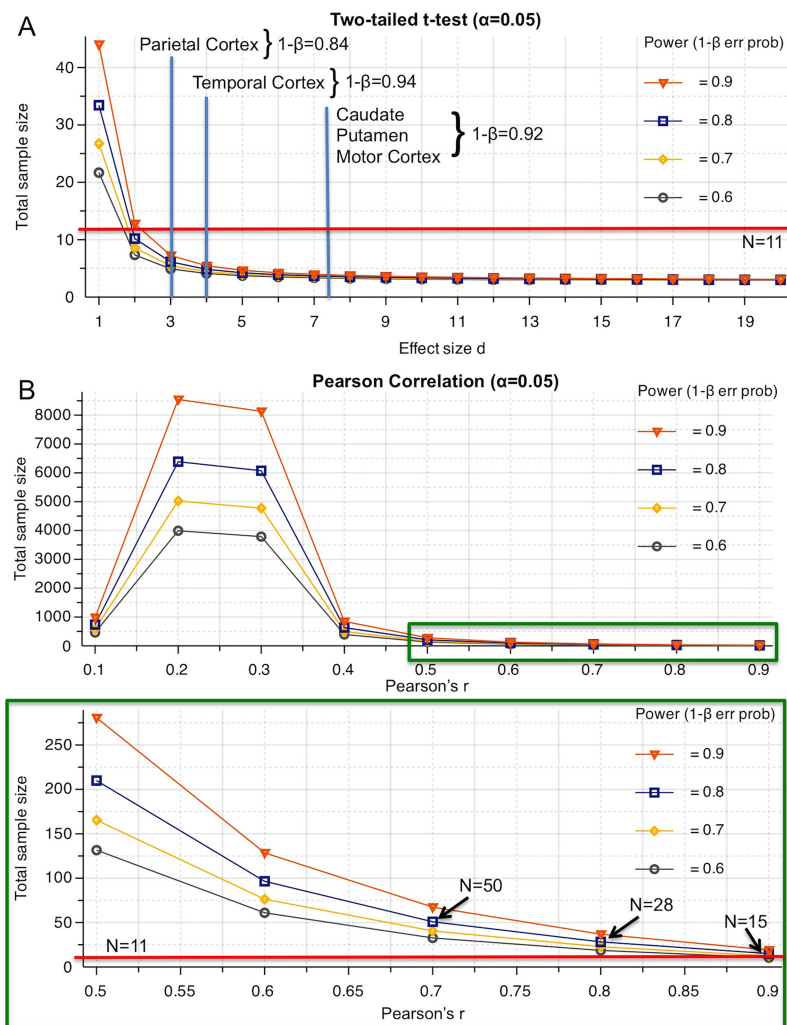 A
Two-tailed t-test (α=0.05)
Parietal Cortex } 1-β=0.84
Temporal Cortex } 1-β=0.94
Caudate
Putamen
Motor Cortex
} 1-β=0.92
Power (1-β err prob)
= 0.9
= 0.8
= 0.7
= 0.6
N=11
Total sample size
40
30
20
10
0
1 3 5 7 9 11 13 15 17 19
Effect size d
B
Pearson Correlation (α=0.05)
Power (1-β err prob)
= 0.9
= 0.8
= 0.7
= 0.6
Total sample size
8000
7000
6000
5000
4000
3000
2000
1000
0
0.1 0.2 0.3 0.4 0.5 0.6 0.7 0.8 0.9
Pearson's r
Power (1-β err prob)
= 0.9
= 0.8
= 0.7
= 0.6
Total sample size
250
200
150
100
50
0
N=50
N=28
N=15
N=11
0.5 0.55 0.6 0.65 0.7 0.75 0.8 0.85 0.9
Pearson's r